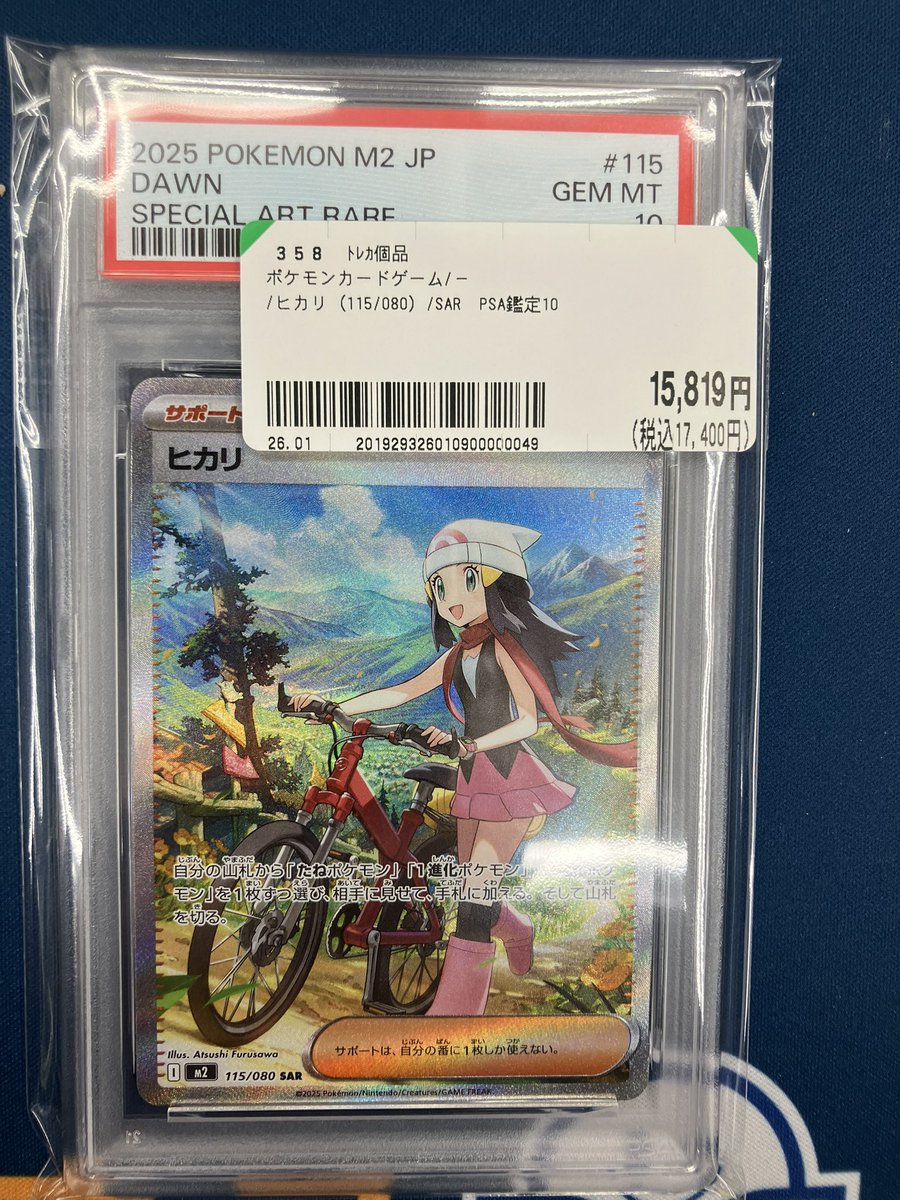 2025 POKEMON M2 JP
#115
DAWN
GEM MT
SPECIAL ART RARE
10
358 ﾄﾚｶ個品
ポケモンカードゲーム/－
/ヒカリ (115/080) /SAR PSA鑑定10
15,819円
(税込17,400円)
26.01 201929326010900000049
サポート
ヒカリ
自分の山札から「たねポケモン」「1進化ポケモン」
モン」を1枚ずつ選び、相手に見せて、手札に加える。そして山札
を切る。
サポートは、自分の番に1枚しか使えない。
Illus. Atsushi Furusawa
I m2 115/080 SAR
©2025 Pokémon/Nintendo/Creatures/GAME FREAK